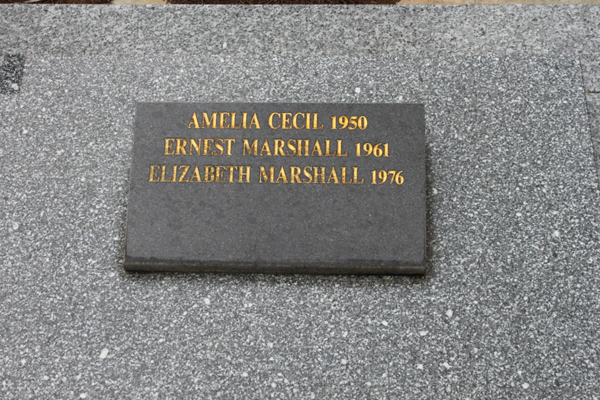 AMELIA CECIL 1950
ERNEST MARSHALL 1961
ELIZABETH MARSHALL 1976